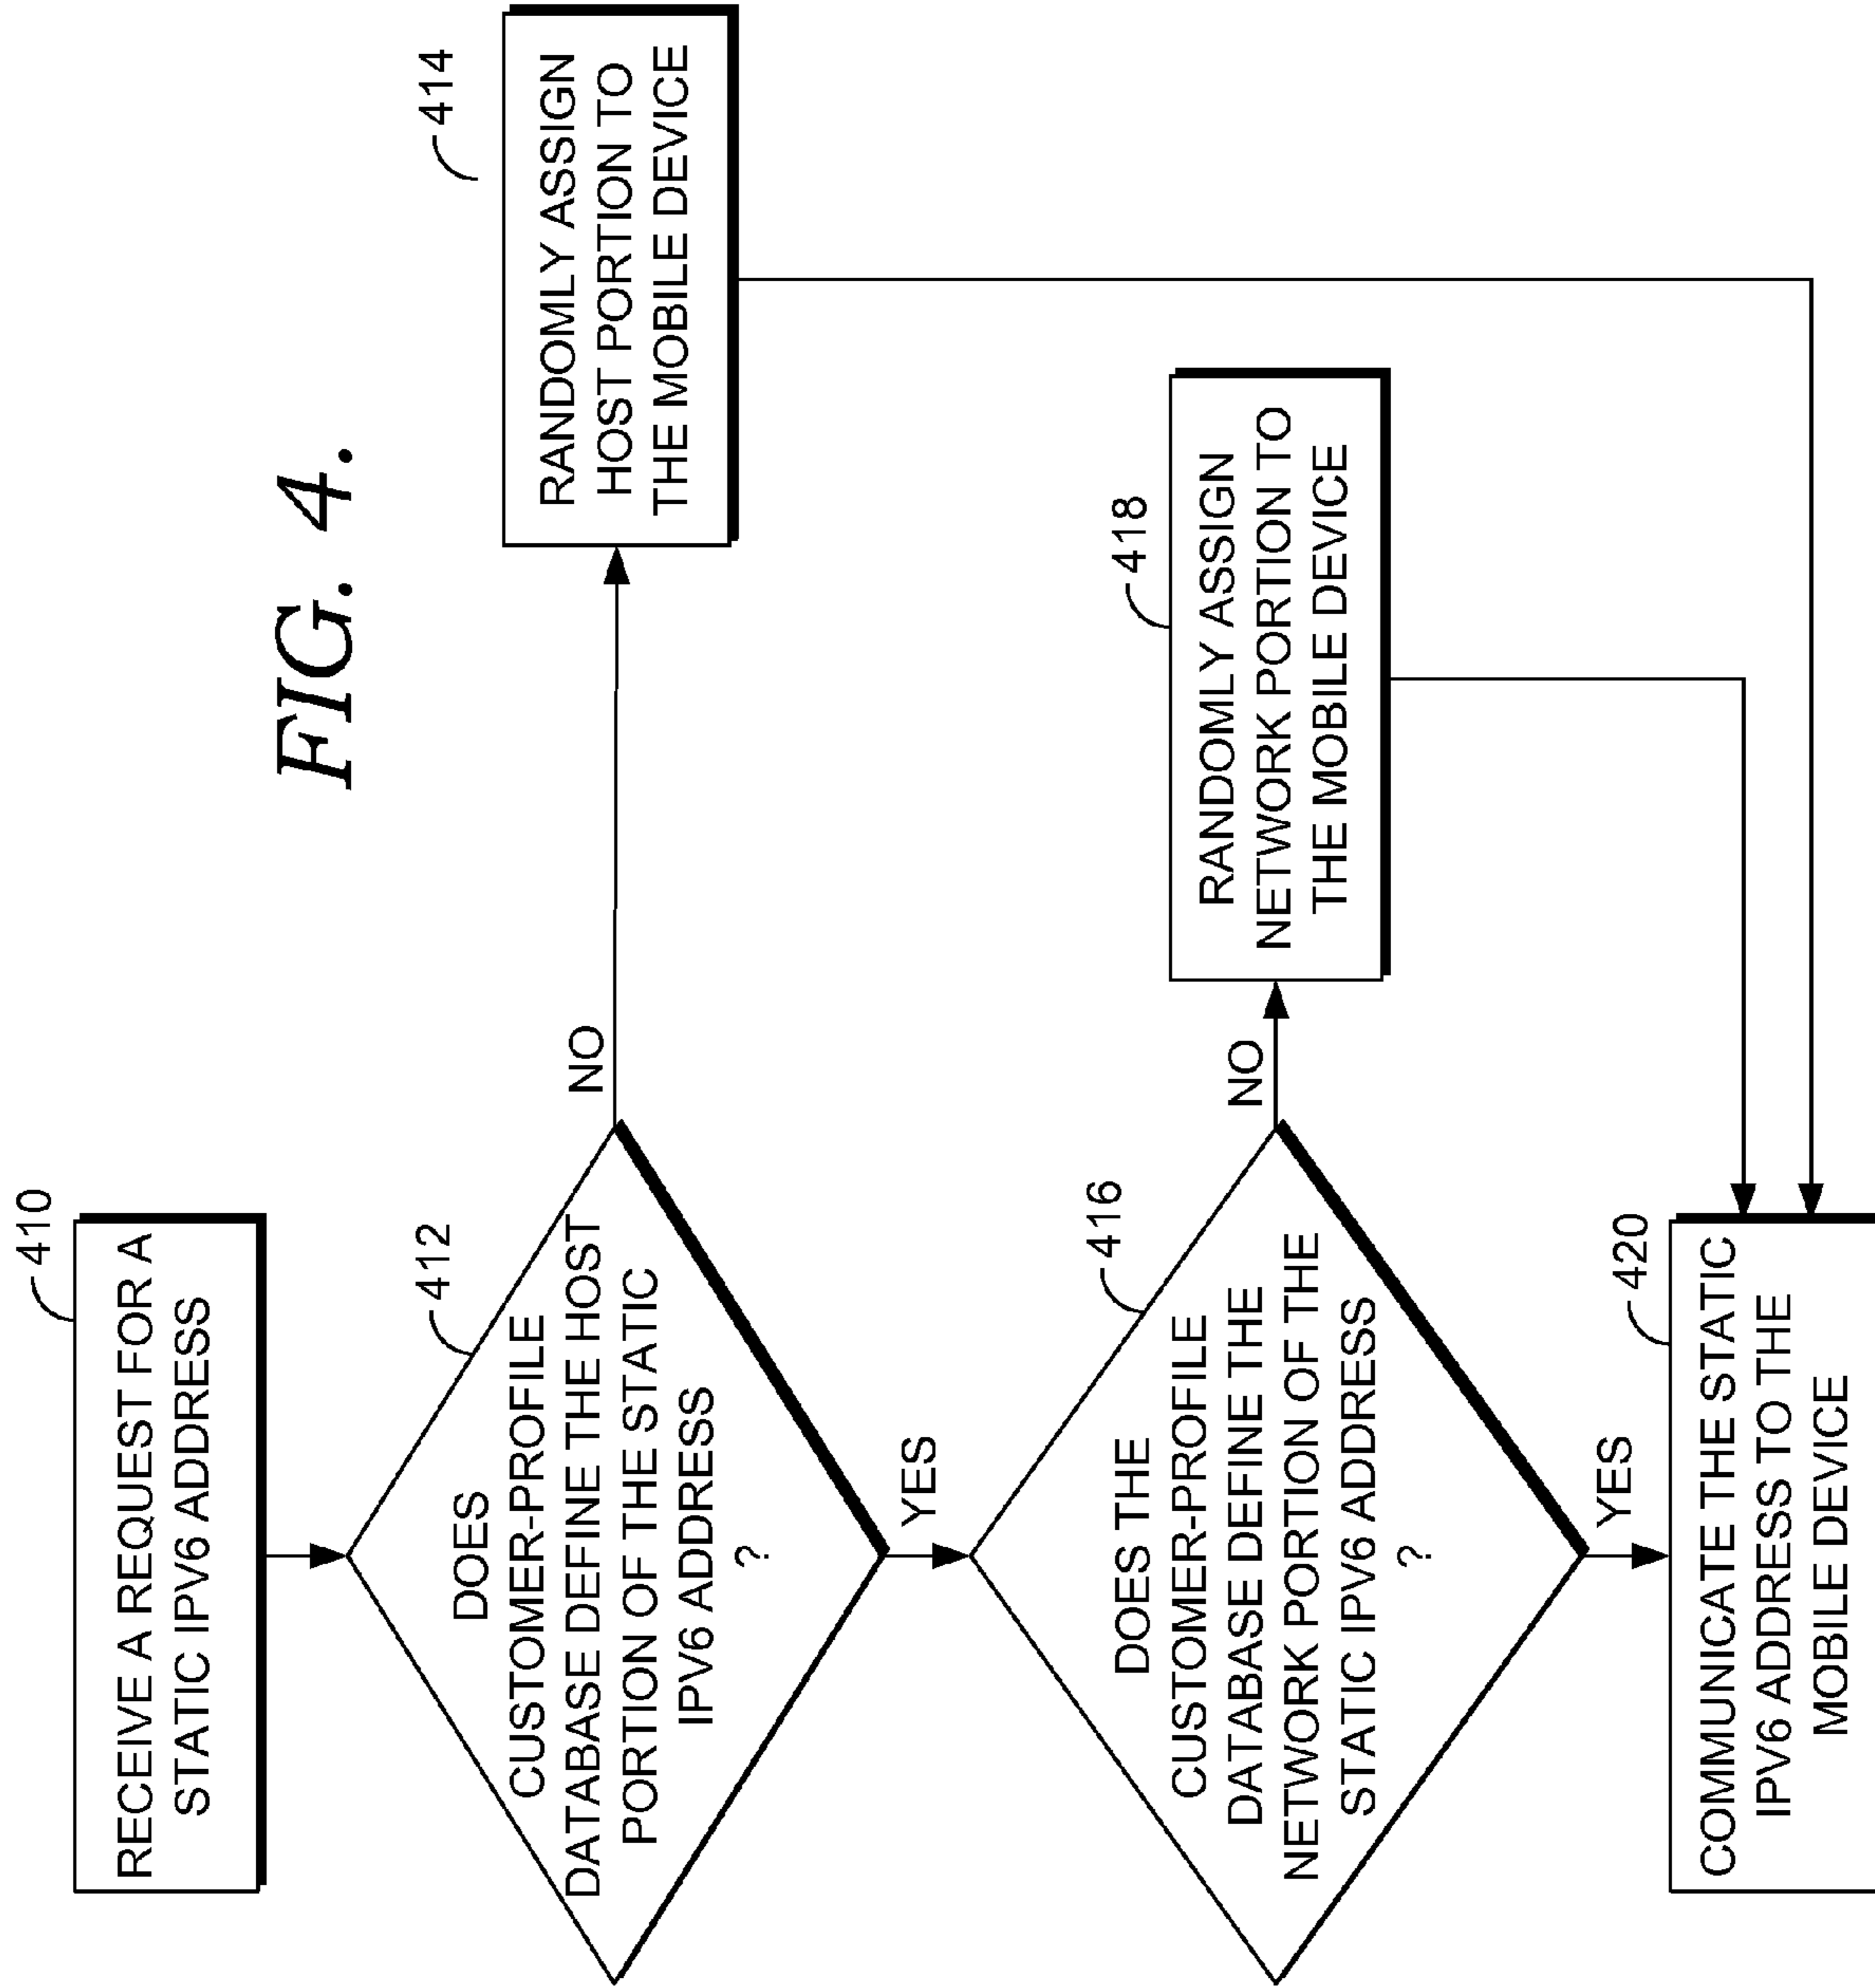 FIG. 4.
410
RECEIVE A REQUEST FOR A
STATIC IPV6 ADDRESS
412
DOES
CUSTOMER-PROFILE
DATABASE DEFINE THE HOST
PORTION OF THE STATIC
IPV6 ADDRESS
?
NO
414
RANDOMLY ASSIGN
HOST PORTION TO
THE MOBILE DEVICE
YES
416
DOES THE
CUSTOMER-PROFILE
DATABASE DEFINE THE
NETWORK PORTION OF THE
STATIC IPV6 ADDRESS
?
NO
418
RANDOMLY ASSIGN
NETWORK PORTION TO
THE MOBILE DEVICE
YES
420
COMMUNICATE THE STATIC
IPV6 ADDRESS TO THE
MOBILE DEVICE